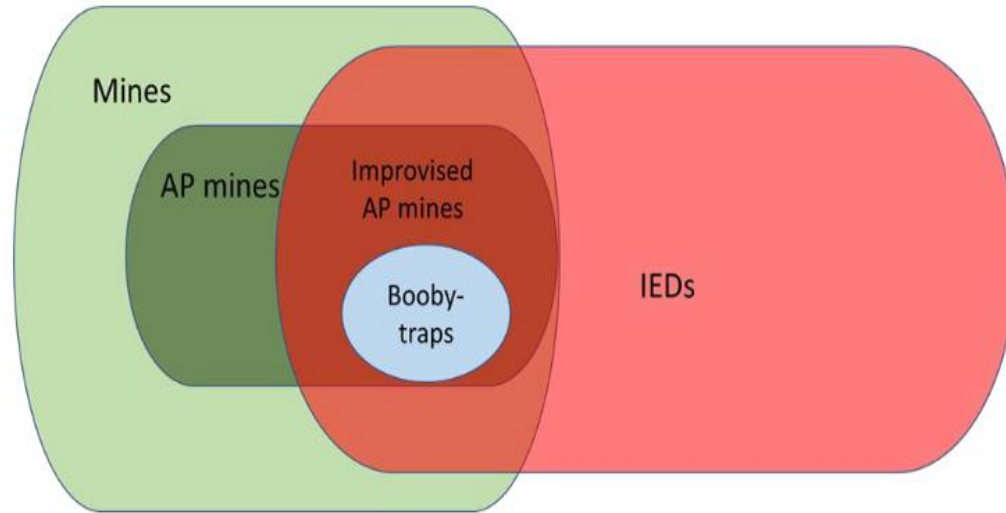 Mines
AP mines
Improvised
AP mines
Booby-
traps
IEDs